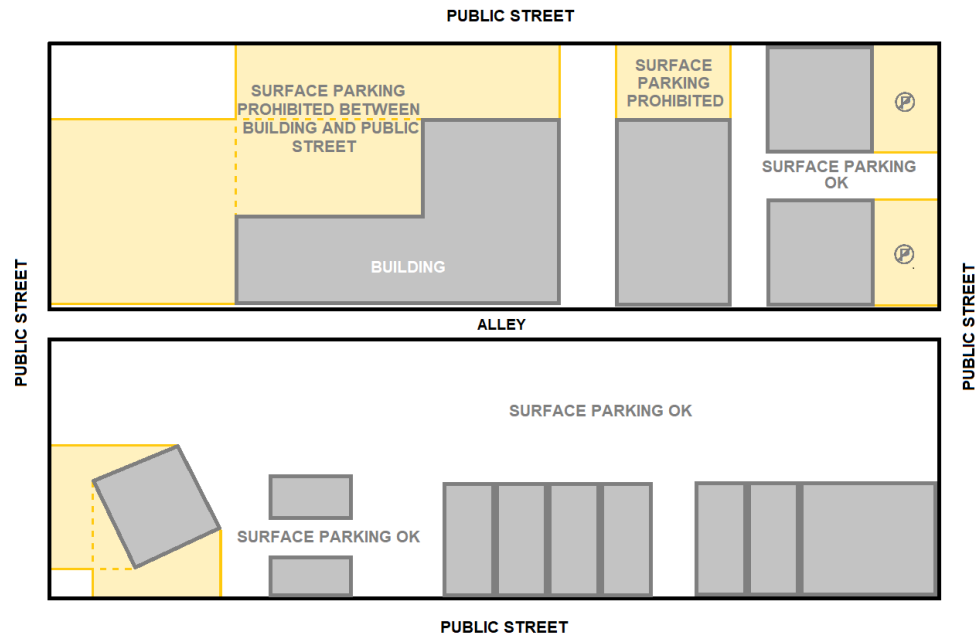 PUBLIC STREET
SURFACE PARKING
PROHIBITED BETWEEN
BUILDING AND PUBLIC
STREET
SURFACE
PARKING
PROHIBITED
P
SURFACE PARKING
OK
P
BUILDING
PUBLIC STREET
ALLEY
PUBLIC STREET
SURFACE PARKING OK
SURFACE PARKING OK
PUBLIC STREET